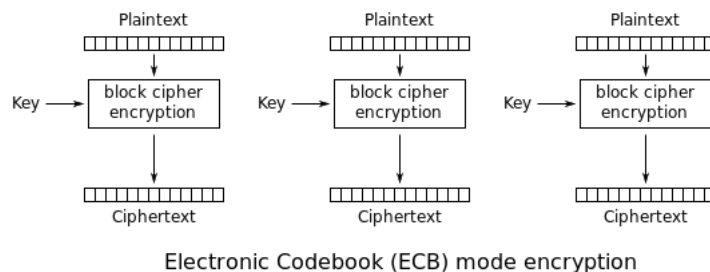 Plaintext Plaintext Plaintext
Key block cipher encryption Key block cipher encryption Key block cipher encryption
Ciphertext Ciphertext Ciphertext
Electronic Codebook (ECB) mode encryption